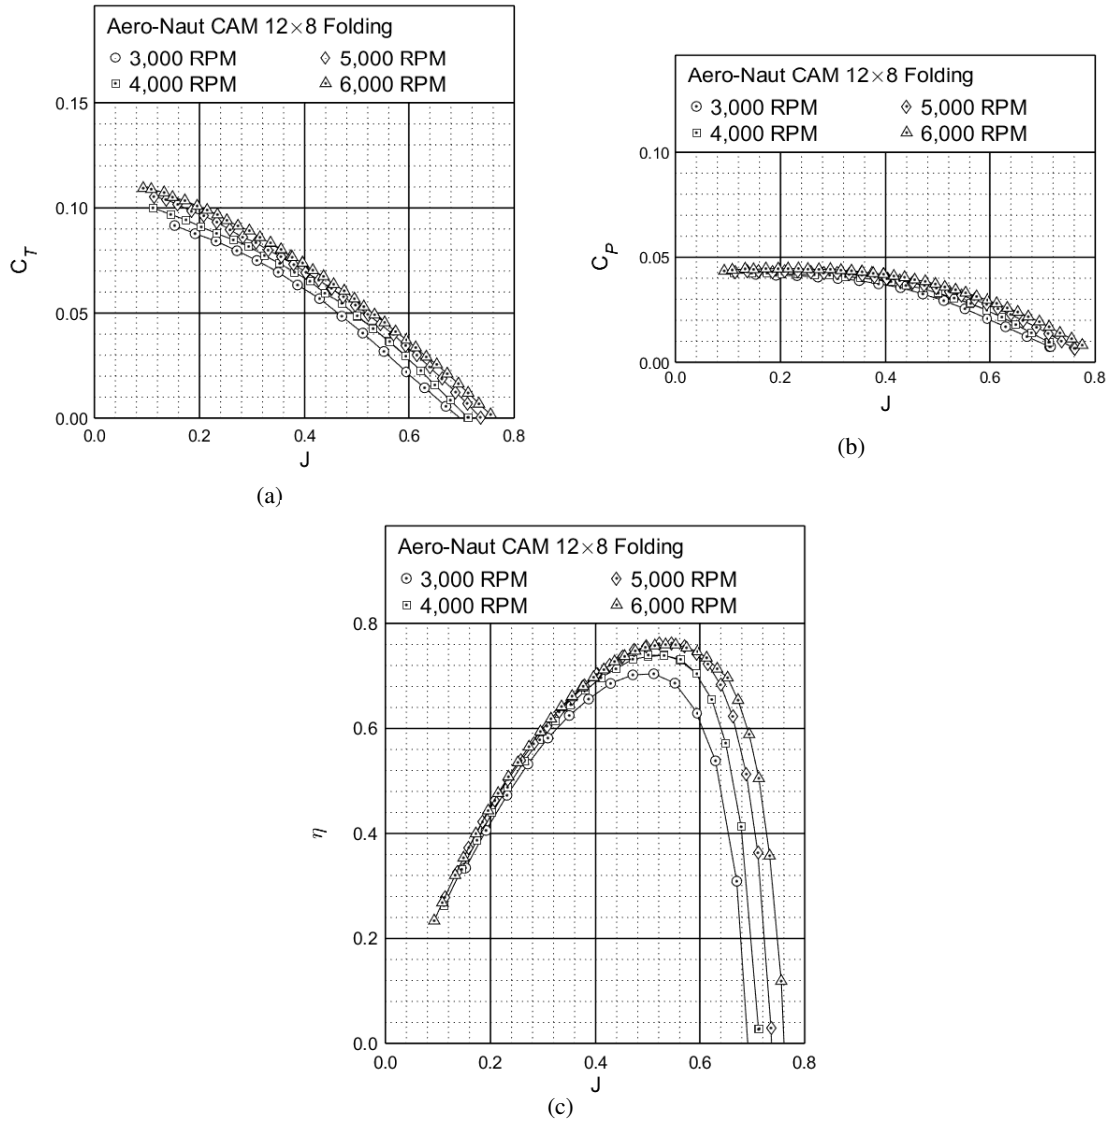 Aero-Naut CAM 12×8 Folding
3,000 RPM 5,000 RPM
4,000 RPM 6,000 RPM
0.15
0.10
0.05
0.00
C_T
0.0 0.2 0.4 0.6 0.8
J
(a)
Aero-Naut CAM 12×8 Folding
3,000 RPM 5,000 RPM
4,000 RPM 6,000 RPM
0.10
0.05
0.00
C_P
0.0 0.2 0.4 0.6 0.8
J
(b)
Aero-Naut CAM 12×8 Folding
3,000 RPM 5,000 RPM
4,000 RPM 6,000 RPM
0.8
0.6
0.4
0.2
0.0
η
0.0 0.2 0.4 0.6 0.8
J
(c)